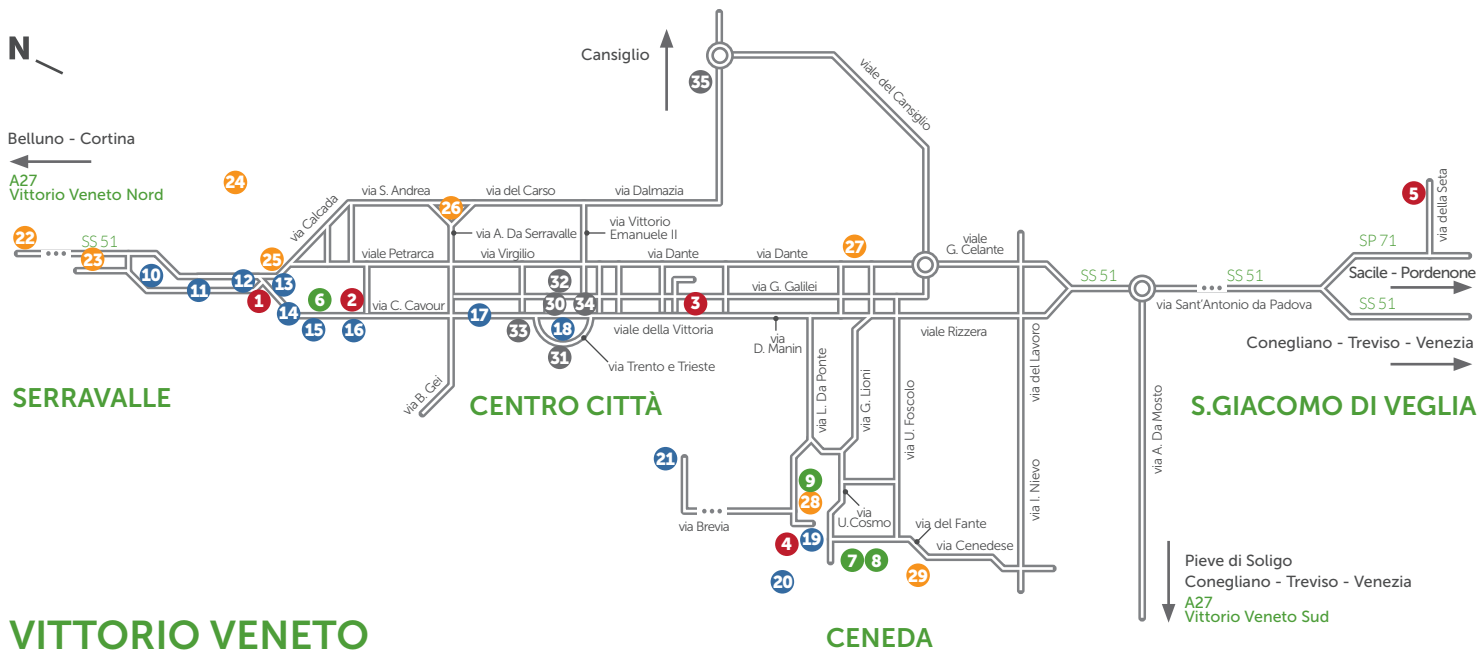 N
Cansiglio
35
viale del Cansiglio
Belluno - Cortina
A27
Vittorio Veneto Nord
24
5
via della Seta
via S. Andrea
via del Carso
via Dalmazia
via Calcada
26
via A. Da Serravalle
via Vittorio
Emanuele II
22
SS 51
23
25
viale Petrarca
via Virgilio
via Dante
via Dante
27
viale
G. Celante
SP 71
10
11
12
13
1
14
6
2
via C. Cavour
32
30
34
3
via G. Galilei
SS 51
SS 51
via Sant'Antonio da Padova
Sacile - Pordenone
SS 51
15
16
17
33
18
31
viale della Vittoria
via
D. Manin
viale Rizzera
via Trento e Trieste
Conegliano - Treviso - Venezia
via B. Gei
via L. Da Ponte
via G. Lioni
via U. Foscolo
via del Lavoro
via A. Da Mosto
SERRAVALLE
CENTRO CITTÀ
S.GIACOMO DI VEGLIA
21
9
28
via I. Nievo
via Brevia
via
U.Cosmo
via del Fante
via Cenedese
4
19
7
8
29
20
Pieve di Soligo
Conegliano - Treviso - Venezia
A27
Vittorio Veneto Sud
VITTORIO VENETO
CENEDA